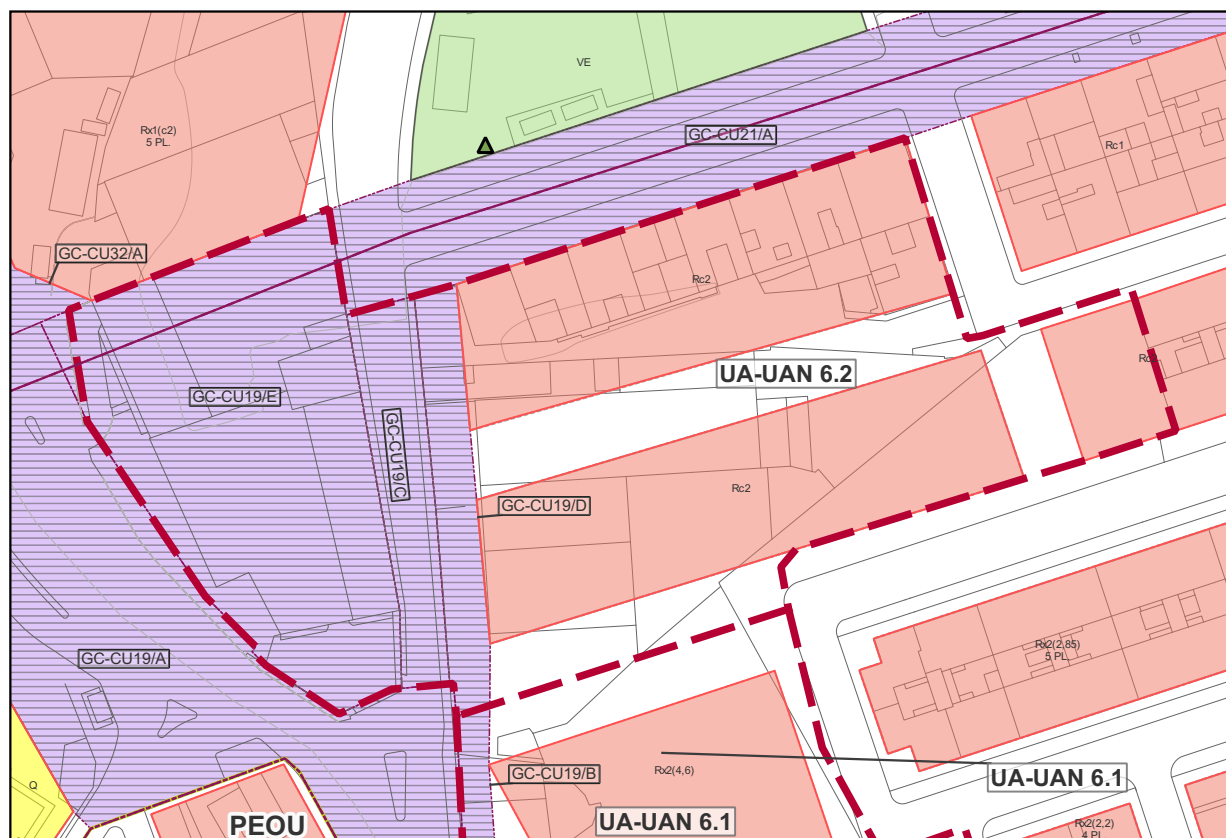 VE
Rx1(c2)
5 PL.
GC-CU21/A
Rc1
GC-CU32/A
Rc2
UA-UAN 6.2
GC-CU19/E
GC-CU19/C
Rc2
GC-CU19/D
GC-CU19/A
Rx2(2,85)
5 PL.
Q
Rx2(4,6)
GC-CU19/B
UA-UAN 6.1
UA-UAN 6.1
PEOU
Rx2(2,2)
4 PL